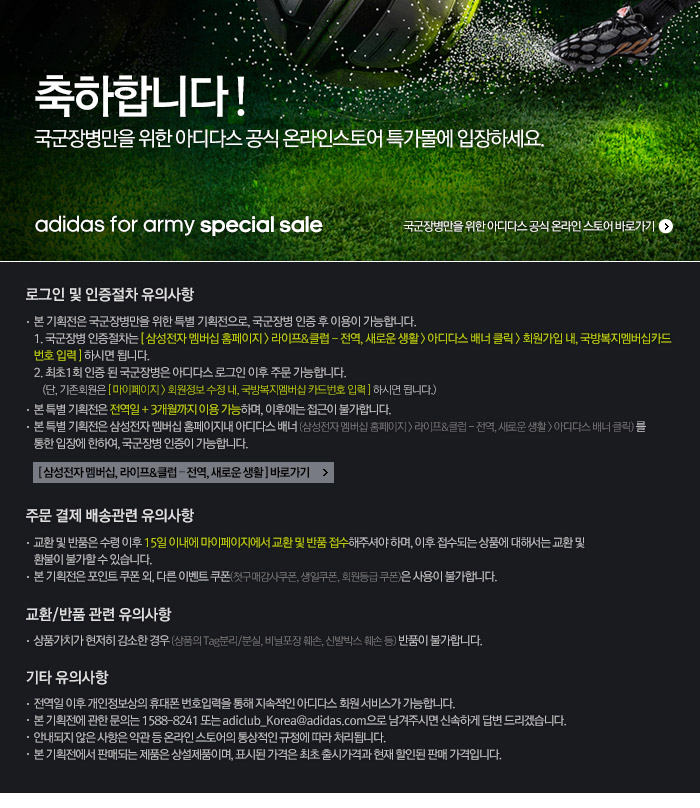 축하합니다!
국군장병만을 위한 아디다스 공식 온라인스토어 특가몰에 입장하세요.
adidas for army special sale
국군장병만을 위한 아디다스 공식 온라인 스토어 바로가기
로그인 및 인증절차 유의사항
· 본 기획전은 국군장병만을 위한 특별 기획전으로, 국군장병 인증 후 이용이 가능합니다.
1. 국군장병 인증절차는 [ 삼성전자 멤버십 홈페이지 > 라이프&클럽 - 전역, 새로운 생활 > 아디다스 배너 클릭 > 회원가입 내, 국방복지멤버십카드
번호 입력 ] 하시면 됩니다.
2. 최초1회 인증 된 국군장병은 아디다스 로그인 이후 주문 가능합니다.
(단, 기존회원은 [ 마이페이지 > 회원정보 수정 내, 국방복지멤버십 카드번호 입력 ] 하시면 됩니다.)
· 본 특별 기획전은 전역일 + 3개월까지 이용 가능하며, 이후에는 접근이 불가합니다.
· 본 특별 기획전은 삼성전자 멤버십 홈페이지내 아디다스 배너 (삼성전자 멤버십 홈페이지 > 라이프&클럽 - 전역, 새로운 생활 > 아디다스 배너 클릭) 를
통한 입장에 한하여, 국군장병 인증이 가능합니다.
[ 삼성전자 멤버십, 라이프&클럽 - 전역, 새로운 생활 ] 바로가기 >
주문 결제 배송관련 유의사항
· 교환 및 반품은 수령 이후 15일 이내에 마이페이지에서 교환 및 반품 접수해주셔야 하며, 이후 접수되는 상품에 대해서는 교환 및
환불이 불가할 수 있습니다.
· 본 기획전은 포인트 쿠폰 외, 다른 이벤트 쿠폰(첫구매감사쿠폰, 생일쿠폰, 회원등급 쿠폰)은 사용이 불가합니다.
교환/반품 관련 유의사항
· 상품가치가 현저히 감소한 경우 (상품의 Tag분리/분실, 비닐포장 훼손, 신발박스 훼손 등) 반품이 불가합니다.
기타 유의사항
· 전역일 이후 개인정보상의 휴대폰 번호입력을 통해 지속적인 아디다스 회원 서비스가 가능합니다.
· 본 기획전에 관한 문의는 1588-8241 또는 adiclub_Korea@adidas.com으로 남겨주시면 신속하게 답변 드리겠습니다.
· 안내되지 않은 사항은 약관 등 온라인 스토어의 통상적인 규정에 따라 처리됩니다.
· 본 기획전에서 판매되는 제품은 상설제품이며, 표시된 가격은 최초 출시가격과 현재 할인된 판매 가격입니다.